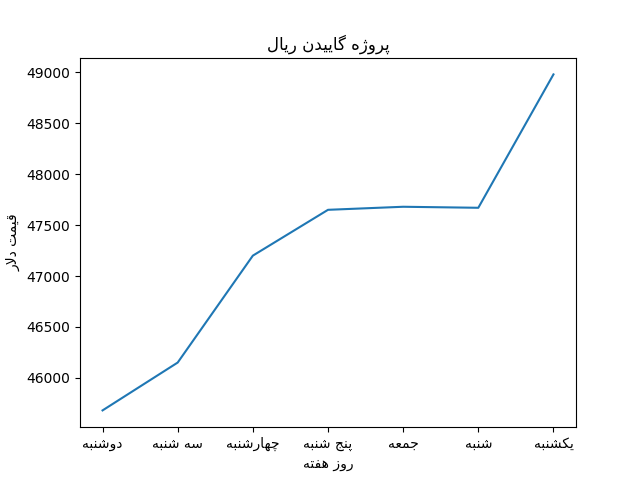 پروژه گاییدن ریال
49000
48500
48000
47500
47000
46500
46000
قیمت دلار
دوشنبه سه شنبه چهارشنبه پنج شنبه جمعه شنبه یکشنبه
روز هفته